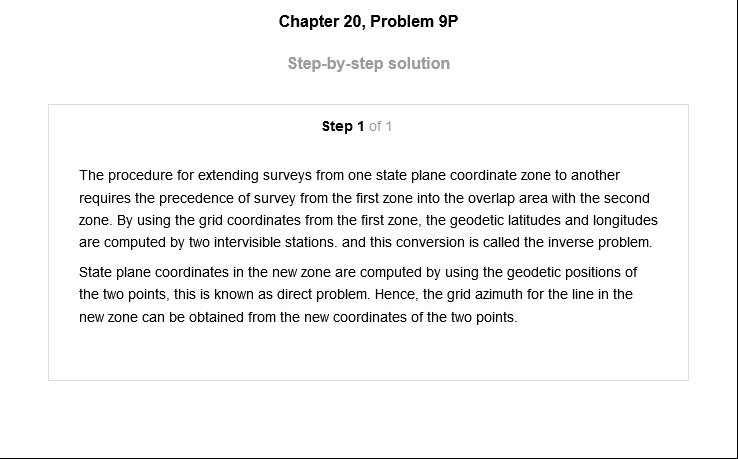 Chapter 20, Problem 9P
Step-by-step solution
Step 1 of 1
The procedure for extending surveys from one state plane coordinate zone to another
requires the precedence of survey from the first zone into the overlap area with the second
zone. By using the grid coordinates from the first zone, the geodetic latitudes and longitudes
are computed by two intervisible stations. and this conversion is called the inverse problem.
State plane coordinates in the new zone are computed by using the geodetic positions of
the two points, this is known as direct problem. Hence, the grid azimuth for the line in the
new zone can be obtained from the new coordinates of the two points.